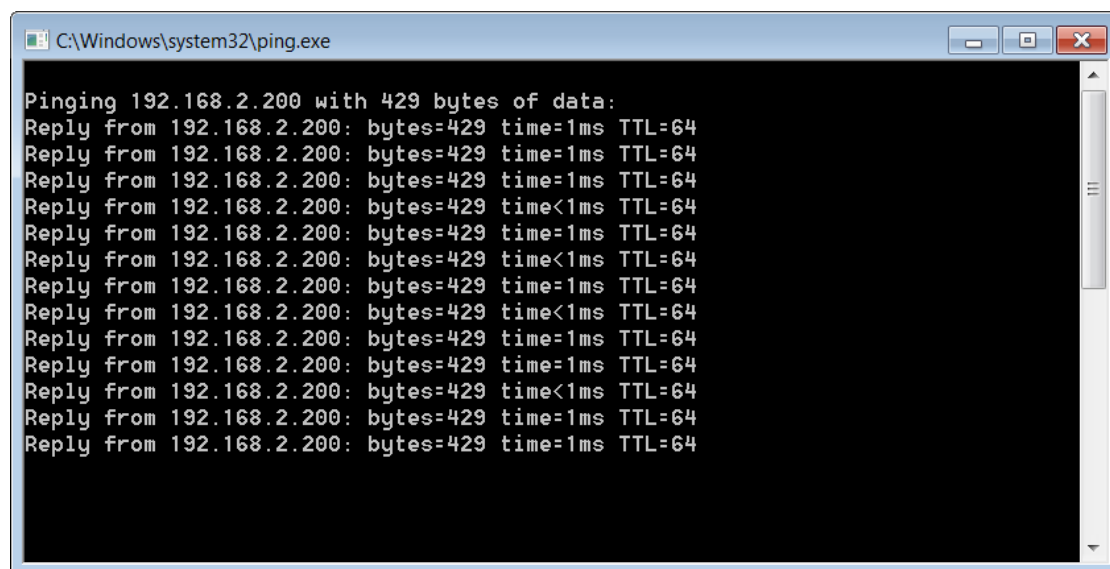 C:\Windows\system32\ping.exe
Pinging 192.168.2.200 with 429 bytes of data:
Reply from 192.168.2.200: bytes=429 time=1ms TTL=64
Reply from 192.168.2.200: bytes=429 time=1ms TTL=64
Reply from 192.168.2.200: bytes=429 time=1ms TTL=64
Reply from 192.168.2.200: bytes=429 time<1ms TTL=64
Reply from 192.168.2.200: bytes=429 time=1ms TTL=64
Reply from 192.168.2.200: bytes=429 time<1ms TTL=64
Reply from 192.168.2.200: bytes=429 time=1ms TTL=64
Reply from 192.168.2.200: bytes=429 time<1ms TTL=64
Reply from 192.168.2.200: bytes=429 time=1ms TTL=64
Reply from 192.168.2.200: bytes=429 time=1ms TTL=64
Reply from 192.168.2.200: bytes=429 time<1ms TTL=64
Reply from 192.168.2.200: bytes=429 time=1ms TTL=64
Reply from 192.168.2.200: bytes=429 time=1ms TTL=64